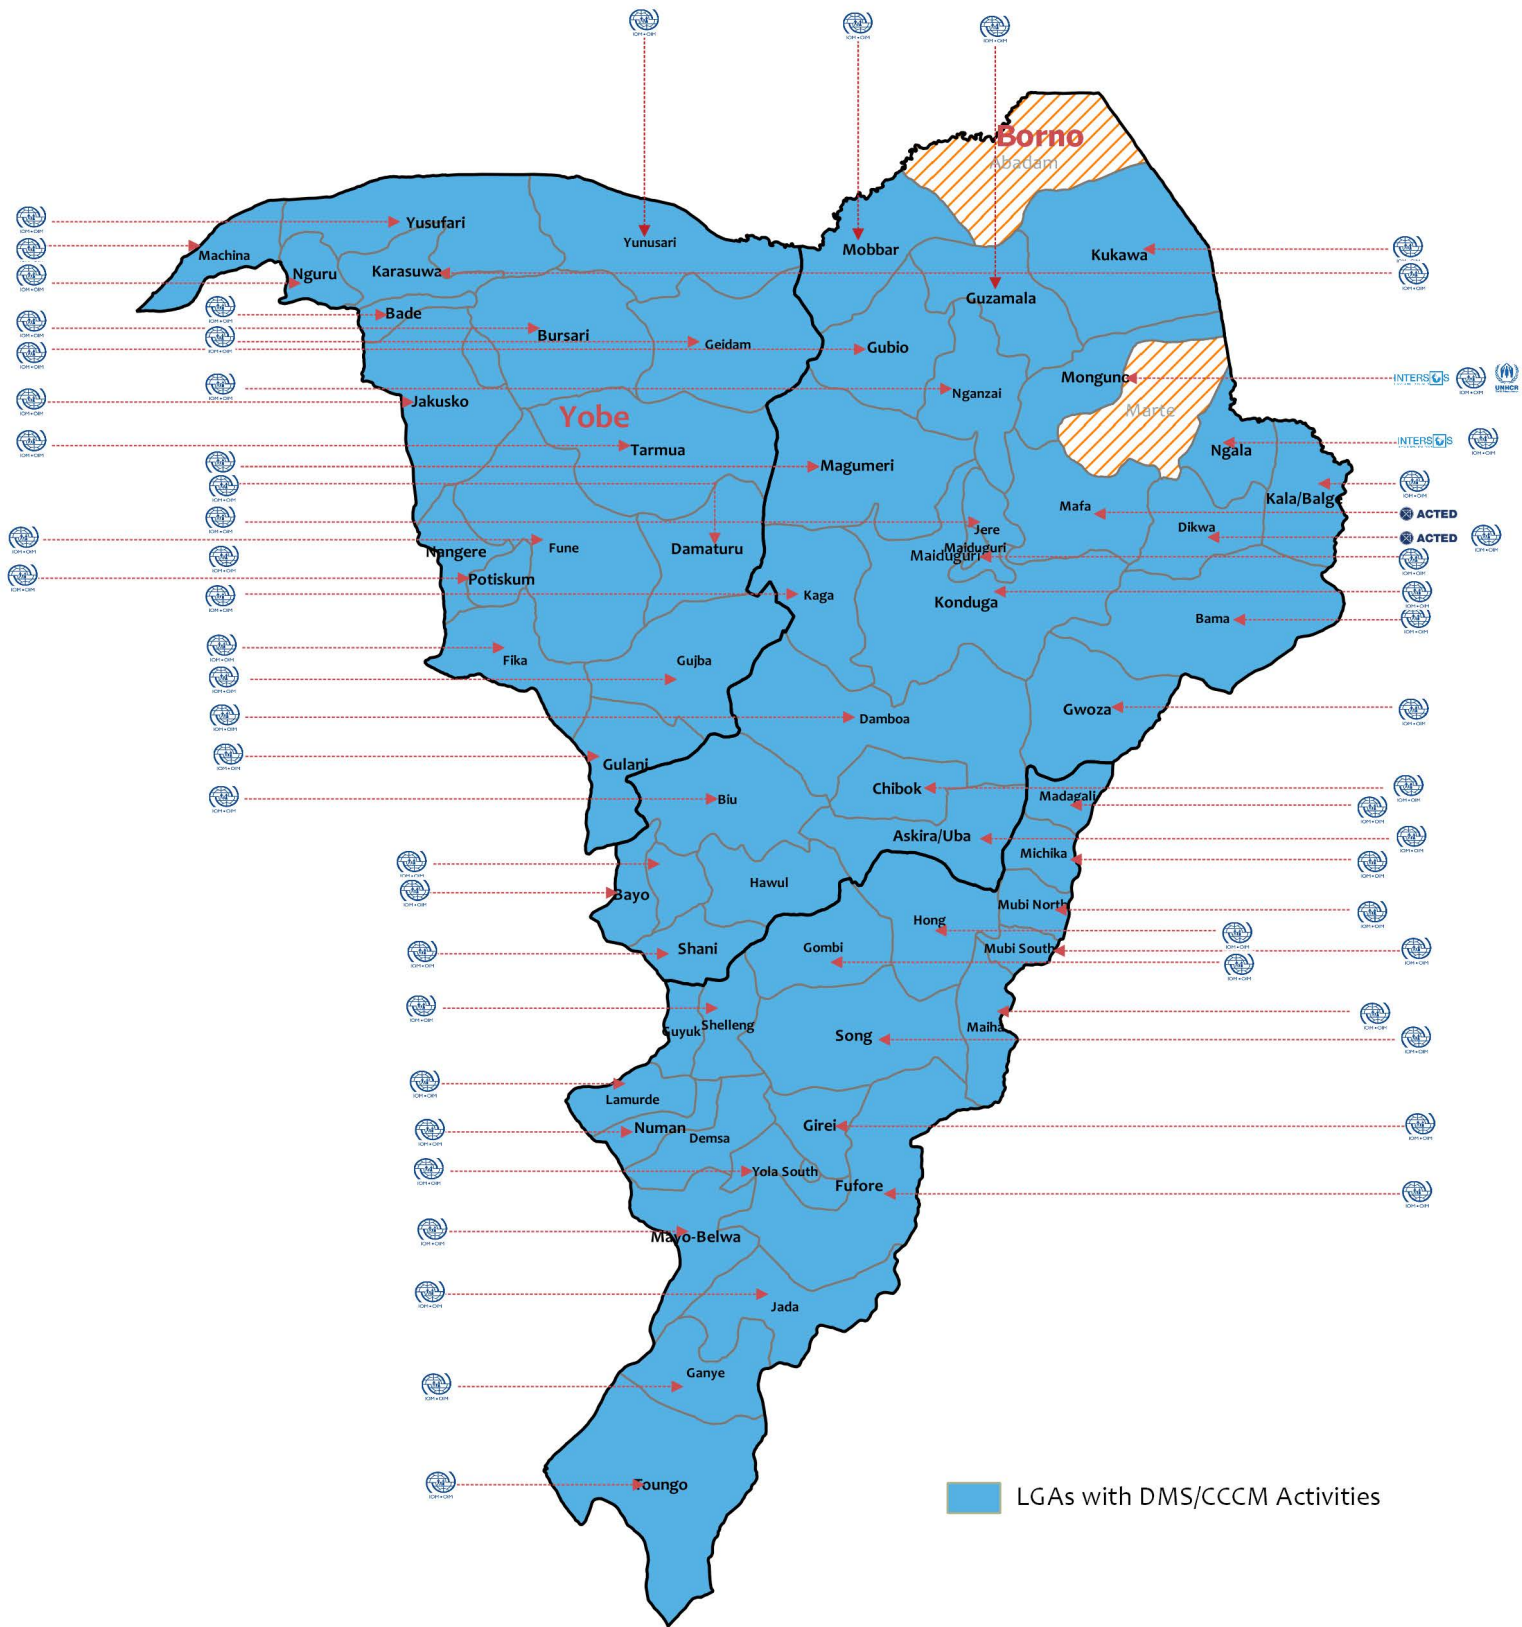 Borno
Abadam
Yusufari
Yunusari
Mobbar
Machina
Kukawa
Nguru
Karasuwa
Guzamala
Bade
Bursari
Geidam
Gubio
Monguno
INTERSOS
UNHCR
Nganzai
Jakusko
Yobe
Marte
Tarmua
Ngala
INTERSOS
Magumeri
Kala/Balge
Mafa
ACTED
Jere
Dikwa
ACTED
Nangere
Fune
Damaturu
Maiduguri
Maiduguri
Potiskum
Kaga
Konduga
Bama
Fika
Gujba
Gwoza
Damboa
Gulani
Biu
Chibok
Madagali
Askira/Uba
Michika
Hawul
Bayo
Mubi North
Hong
Shani
Gombi
Mubi South
Guyuk
Shelleng
Song
Maiha
Lamurde
Numan
Demsa
Girei
Yola South
Fufore
Mayo-Belwa
Jada
Ganye
Toungo
LGAs with DMS/CCCM Activities